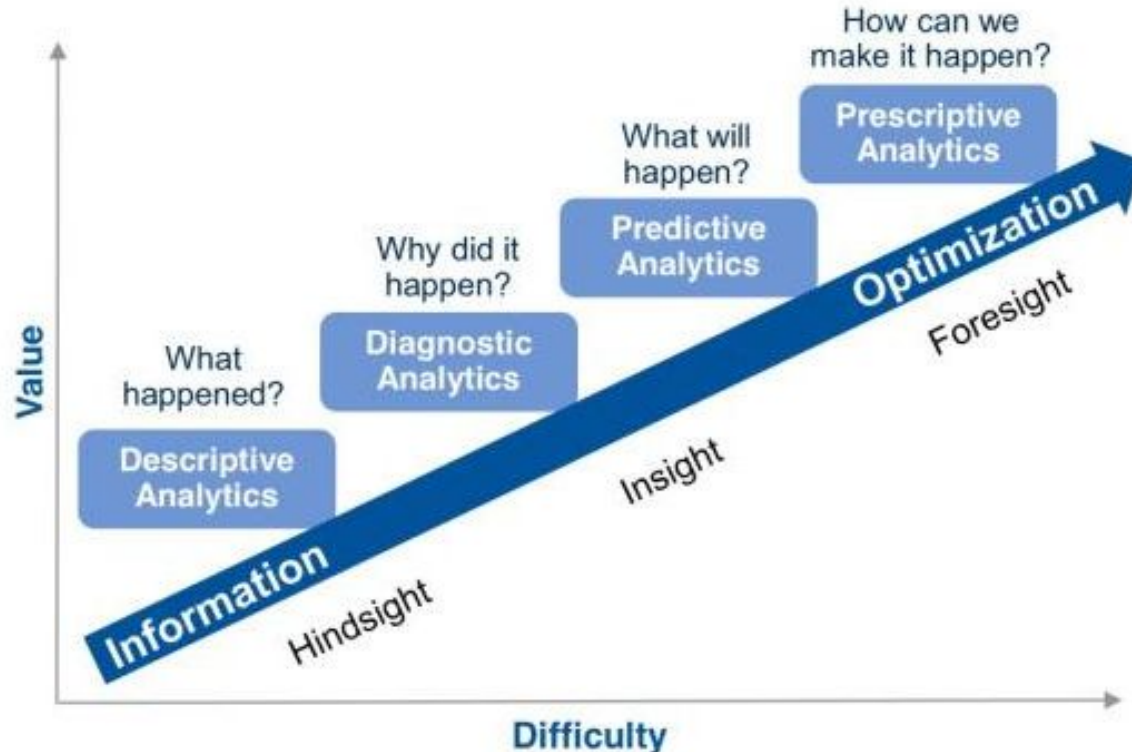 How can we
make it happen?
Prescriptive
Analytics
What will
happen?
Predictive
Analytics
Why did it
happen?
Diagnostic
Analytics
What
happened?
Descriptive
Analytics
Value
Information
Optimization
Hindsight
Insight
Foresight
Difficulty